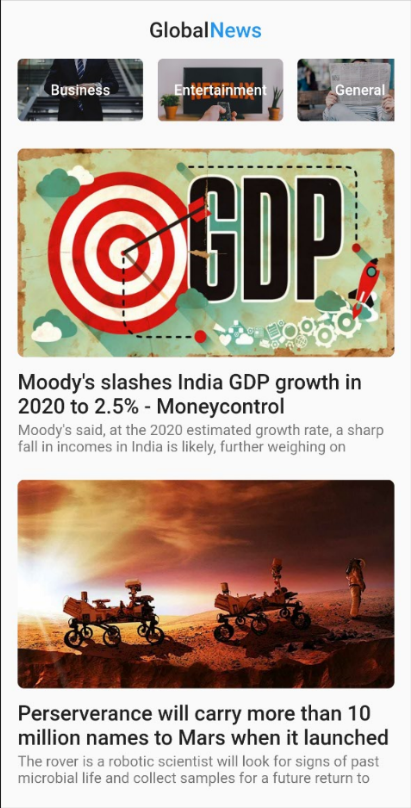 GlobalNews
Business Entertainment General
NETFLIX
GDP
Moody's slashes India GDP growth in
2020 to 2.5% - Moneycontrol
Moody's said, at the 2020 estimated growth rate, a sharp
fall in incomes in India is likely, further weighing on
Perserverance will carry more than 10
million names to Mars when it launched
The rover is a robotic scientist will look for signs of past
microbial life and collect samples for a future return to